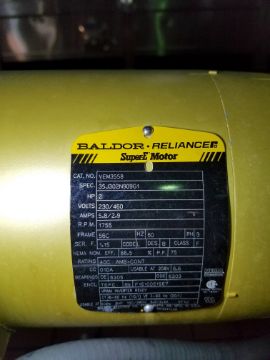 BALDOR · RELIANCE
Super-E Motor
CAT. NO. VEM3558
SPEC. 35J302N909G1
HP 2
VOLTS 230/460
AMPS 5.8/2.9
R.P.M. 1755
FRAME 56C HZ 60 PH 3
SER. F. 1.15 CODE DES B CLASS F
NEMA NOM. EFF. 86.5 % P.F. 75 %
RATING 40C AMB-CONT
CC 010A USABLE AT 208V 5.8